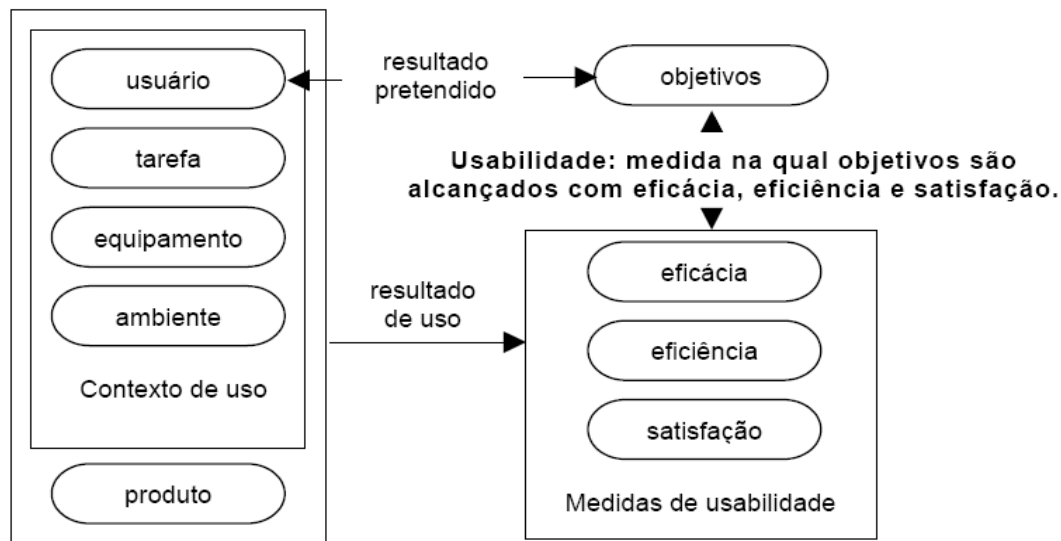 usuário
tarefa
equipamento
ambiente
Contexto de uso
produto
resultado
pretendido
objetivos
Usabilidade: medida na qual objetivos são
alcançados com eficácia, eficiência e satisfação.
resultado
de uso
eficácia
eficiência
satisfação
Medidas de usabilidade